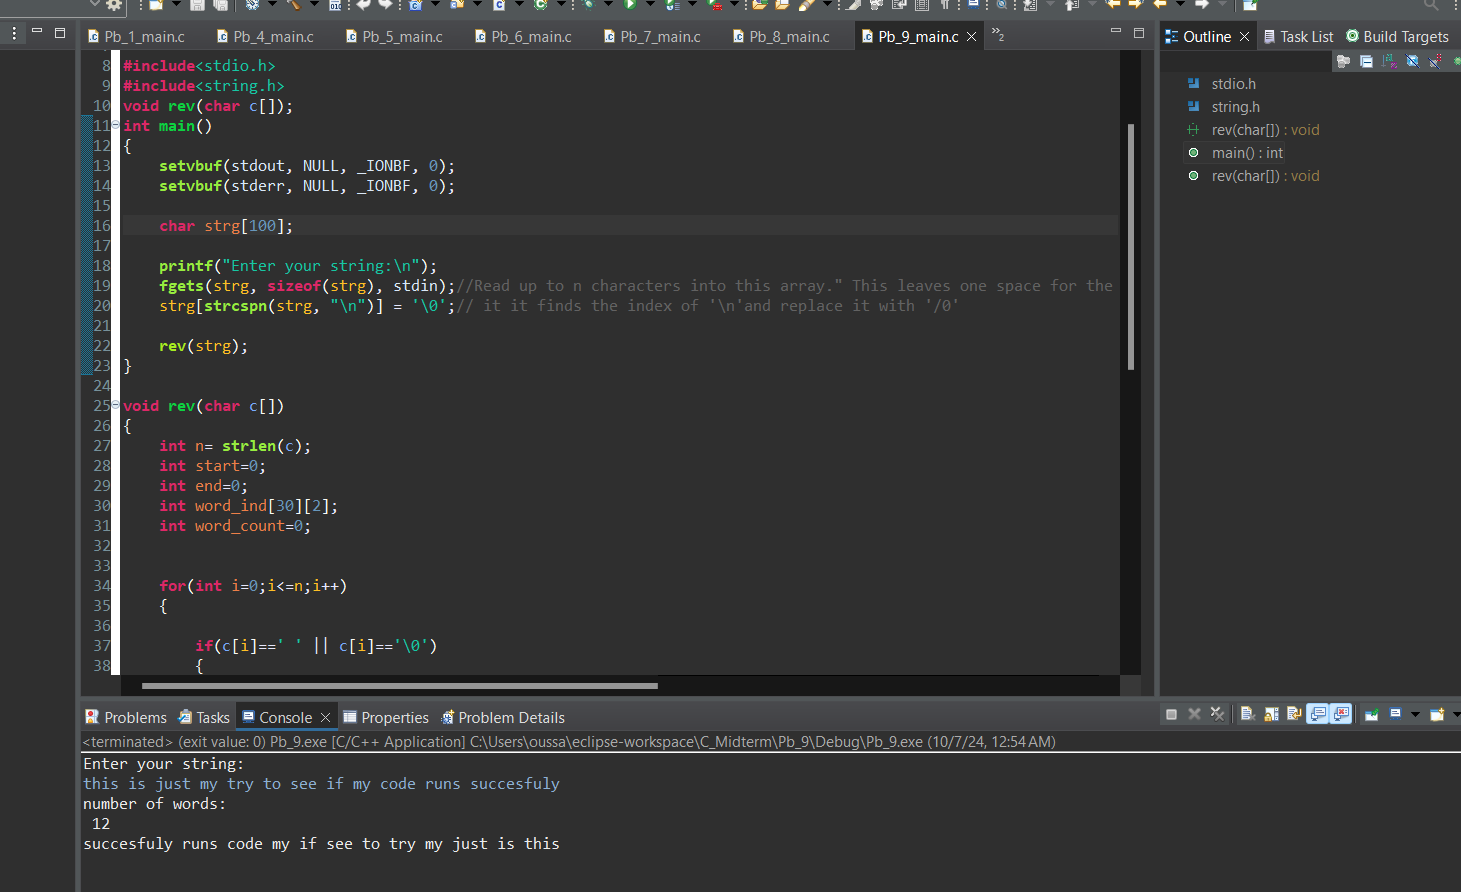 Pb_1_main.c Pb_4_main.c Pb_5_main.c Pb_6_main.c Pb_7_main.c Pb_8_main.c Pb_9_main.c 2
8 #include<stdio.h>
9 #include<string.h>
10 void rev(char c[]);
11 int main()
12 {
13 setvbuf(stdout, NULL, _IONBF, 0);
14 setvbuf(stderr, NULL, _IONBF, 0);
15
16 char strg[100];
17
18 printf("Enter your string:\n");
19 fgets(strg, sizeof(strg), stdin);//Read up to n characters into this array." This leaves one space for the
20 strg[strcspn(strg, "\n")] = '\0';// it it finds the index of '\n'and replace it with '/0'
21
22 rev(strg);
23 }
24
25 void rev(char c[])
26 {
27 int n= strlen(c);
28 int start=0;
29 int end=0;
30 int word_ind[30][2];
31 int word_count=0;
32
33
34 for(int i=0;i<=n;i++)
35 {
36
37 if(c[i]==' ' || c[i]=='\0')
38 {
Outline Task List Build Targets
stdio.h
string.h
rev(char[]) : void
main() : int
rev(char[]) : void
Problems Tasks Console Properties Problem Details
<terminated> (exit value: 0) Pb_9.exe [C/C++ Application] C:\Users\oussa\eclipse-workspace\C_Midterm\Pb_9\Debug\Pb_9.exe (10/7/24, 12:54 AM)
Enter your string:
this is just my try to see if my code runs succesfuly
number of words:
12
succesfuly runs code my if see to try my just is this